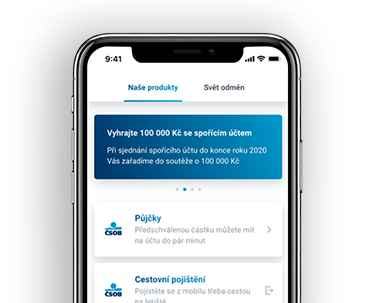 9:41
Naše produkty Svět odměn
Vyhrajte 100 000 Kč se spořícím účtem
Při sjednání spořicího účtu do konce roku 2020
Vás zařadíme do soutěže o 100 000 Kč
Půjčky
ČSOB
Předschválenou částku můžete mít
na účtu do pár minut
Cestovní pojištění
ČSOB
Pojistěte se z mobilu třeba cestou
na letiště